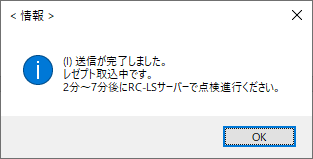 < 情報 >
(I) 送信が完了しました。
レセプト取込中です。
2分～7分後にRC-LSサーバーで点検進行ください。
OK